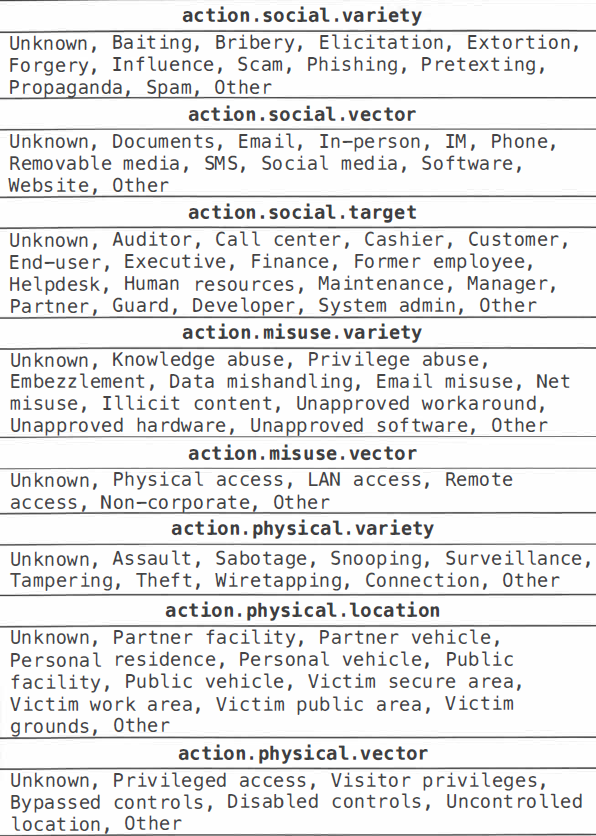 action.social.variety
Unknown, Baiting, Bribery, Elicitation, Extortion,
Forgery, Influence, Scam, Phishing, Pretexting,
Propaganda, Spam, Other
action.social.vector
Unknown, Documents, Email, In-person, IM, Phone,
Removable media, SMS, Social media, Software,
Website, Other
action.social.target
Unknown, Auditor, Call center, Cashier, Customer,
End-user, Executive, Finance, Former employee,
Helpdesk, Human resources, Maintenance, Manager,
Partner, Guard, Developer, System admin, Other
action.misuse.variety
Unknown, Knowledge abuse, Privilege abuse,
Embezzlement, Data mishandling, Email misuse, Net
misuse, Illicit content, Unapproved workaround,
Unapproved hardware, Unapproved software, Other
action.misuse.vector
Unknown, Physical access, LAN access, Remote
access, Non-corporate, Other
action.physical.variety
Unknown, Assault, Sabotage, Snooping, Surveillance,
Tampering, Theft, Wiretapping, Connection, Other
action.physical.location
Unknown, Partner facility, Partner vehicle,
Personal residence, Personal vehicle, Public
facility, Public vehicle, Victim secure area,
Victim work area, Victim public area, Victim
grounds, Other
action.physical.vector
Unknown, Privileged access, Visitor privileges,
Bypassed controls, Disabled controls, Uncontrolled
location, Other